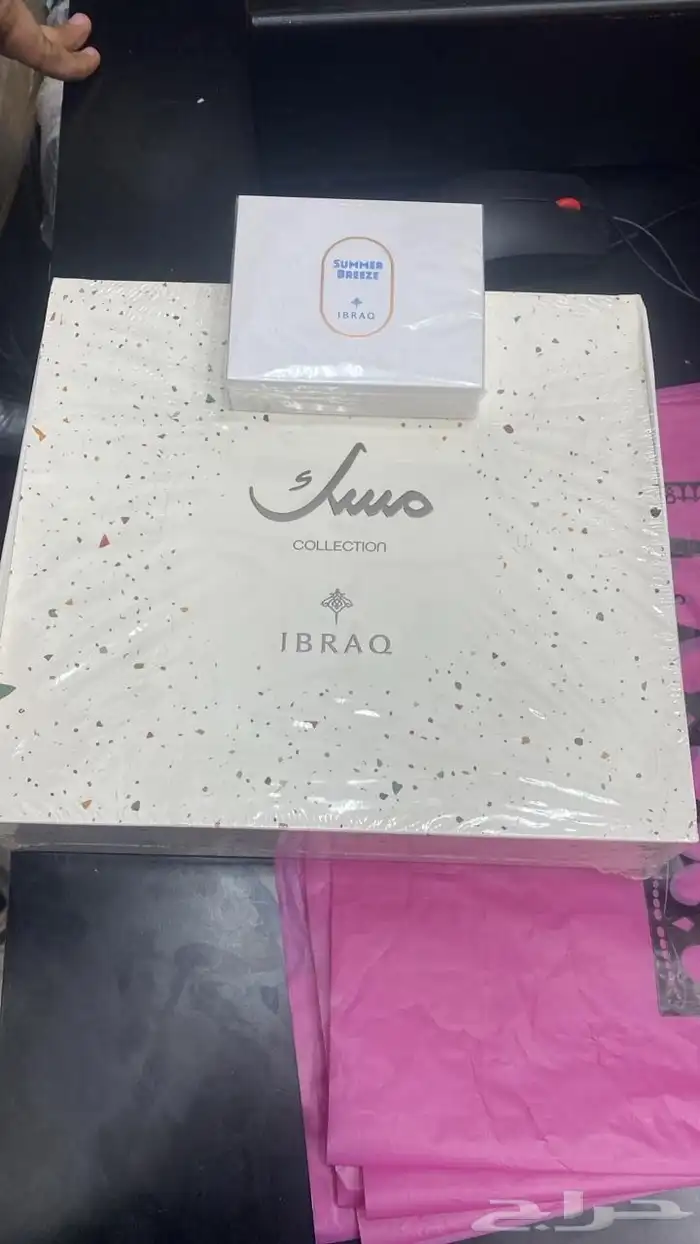 SUMMER
BREEZE
IBRAQ
مسك
COLLECTION
IBRAQ
حراج